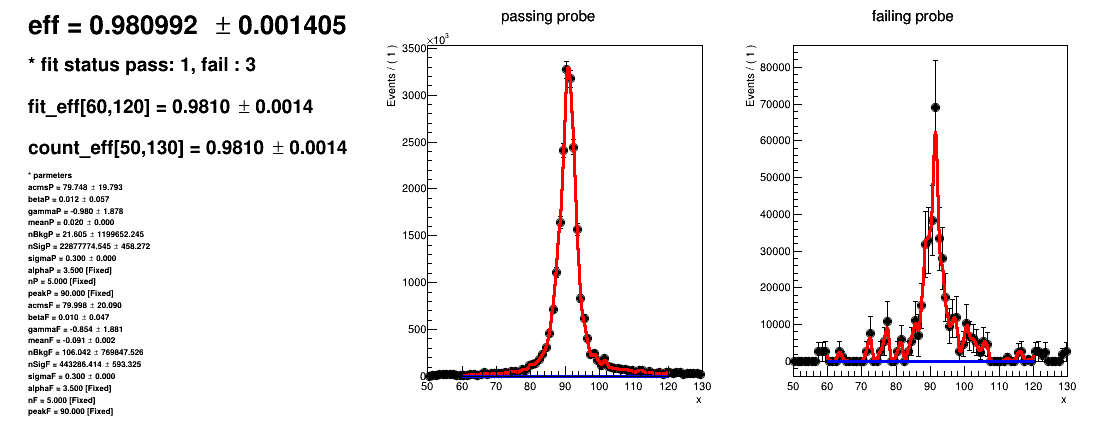 eff = 0.980992 ± 0.001405
* fit status pass: 1, fail : 3
fit_eff[60,120] = 0.9810 ± 0.0014
count_eff[50,130] = 0.9810 ± 0.0014
* parmeters
acmsP = 79.748 ± 19.793
betaP = 0.012 ± 0.057
gammaP = -0.980 ± 1.878
meanP = 0.020 ± 0.000
nBkgP = 21.605 ± 1199652.245
nSigP = 22877774.545 ± 458.272
sigmaP = 0.300 ± 0.000
alphaP = 3.500 [Fixed]
nP = 5.000 [Fixed]
peakP = 90.000 [Fixed]
acmsF = 79.998 ± 20.090
betaF = 0.010 ± 0.047
gammaF = -0.854 ± 1.881
meanF = -0.091 ± 0.002
nBkgF = 106.042 ± 769847.526
nSigF = 443286.414 ± 593.325
sigmaF = 0.300 ± 0.000
alphaF = 3.500 [Fixed]
nF = 5.000 [Fixed]
peakF = 90.000 [Fixed]
passing probe
×10³
Events / ( 1 )
3500
3000
2500
2000
1500
1000
500
0
50 60 70 80 90 100 110 120 130
x
failing probe
Events / ( 1 )
80000
70000
60000
50000
40000
30000
20000
10000
0
50 60 70 80 90 100 110 120 130
x